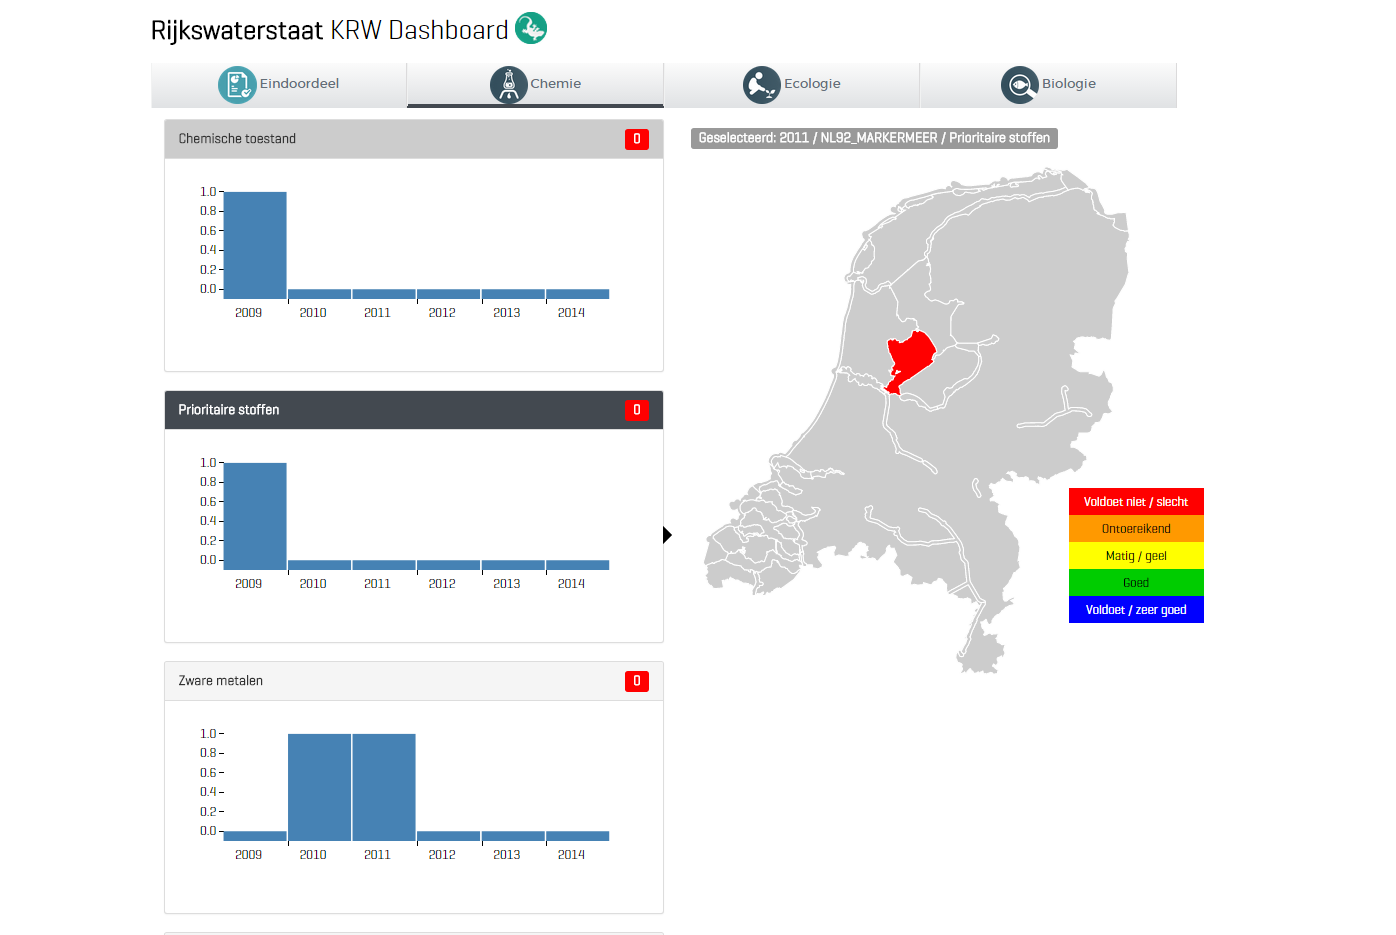 Rijkswaterstaat KRW Dashboard
Eindoordeel
Chemie
Ecologie
Biologie
Chemische toestand
0
1.0
0.8
0.6
0.4
0.2
0.0
2009 2010 2011 2012 2013 2014
Prioritaire stoffen
0
1.0
0.8
0.6
0.4
0.2
0.0
2009 2010 2011 2012 2013 2014
Zware metalen
0
1.0
0.8
0.6
0.4
0.2
0.0
2009 2010 2011 2012 2013 2014
Geselecteerd: 2011 / NL92_MARKERMEER / Prioritaire stoffen
Voldoet niet / slecht
Ontoereikend
Matig / geel
Goed
Voldoet / zeer goed